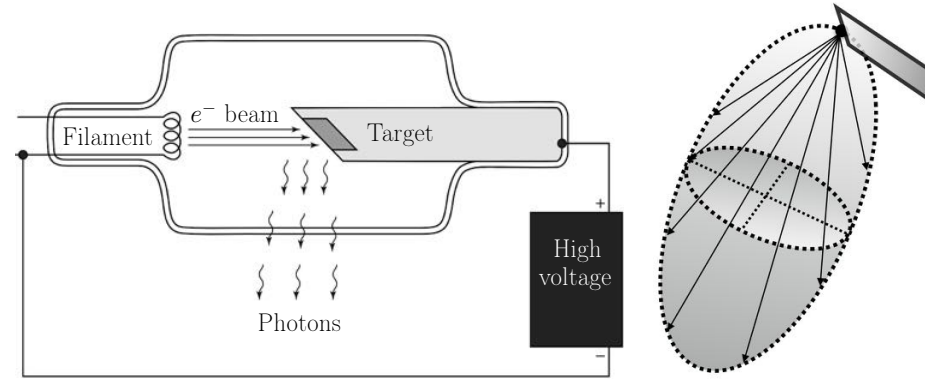 Filament
e⁻ beam
Target
+
High
voltage
−
Photons